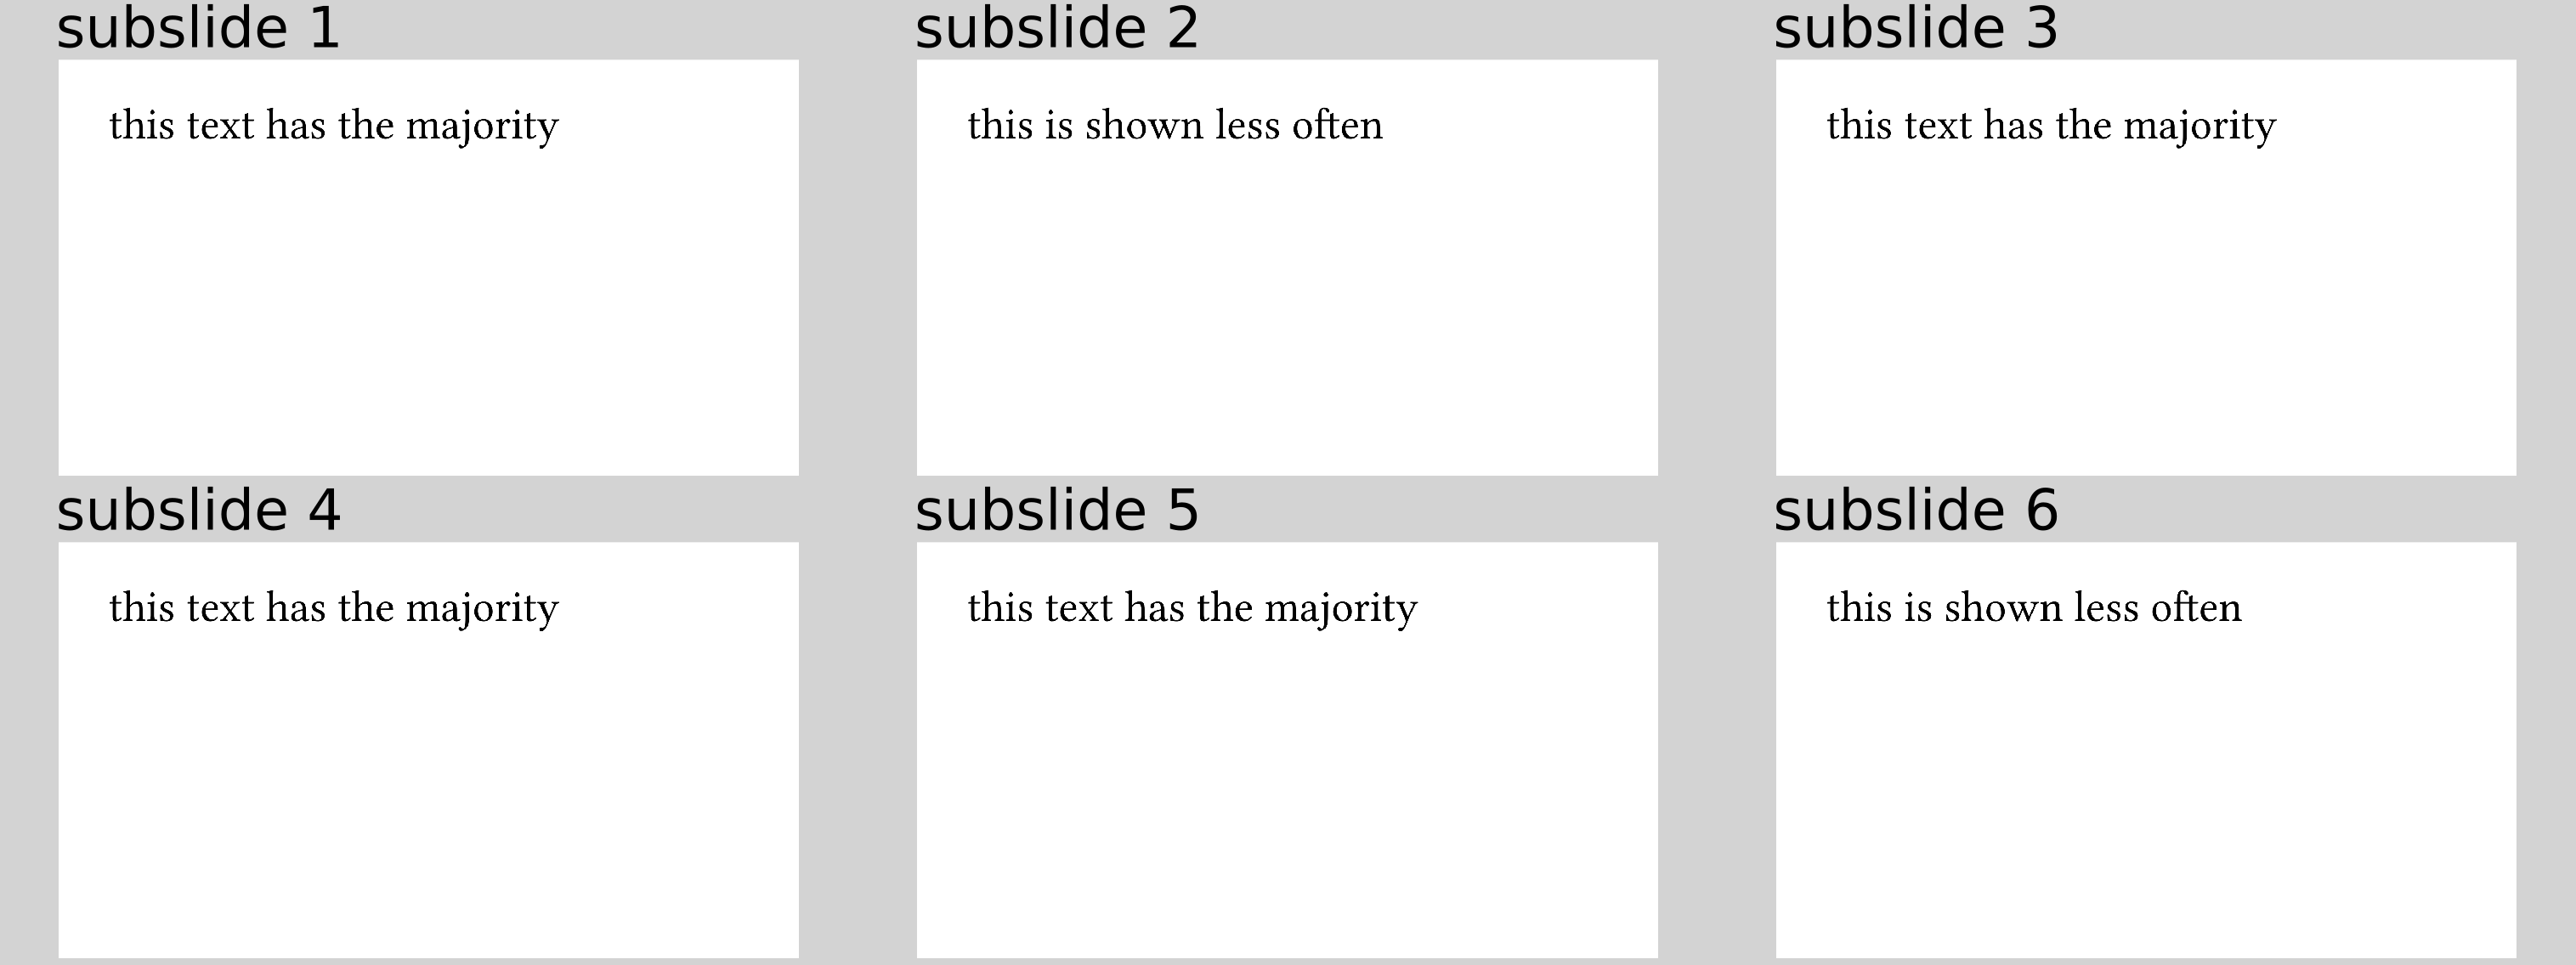 subslide 1
this text has the majority
subslide 2
this is shown less often
subslide 3
this text has the majority
subslide 4
this text has the majority
subslide 5
this text has the majority
subslide 6
this is shown less often